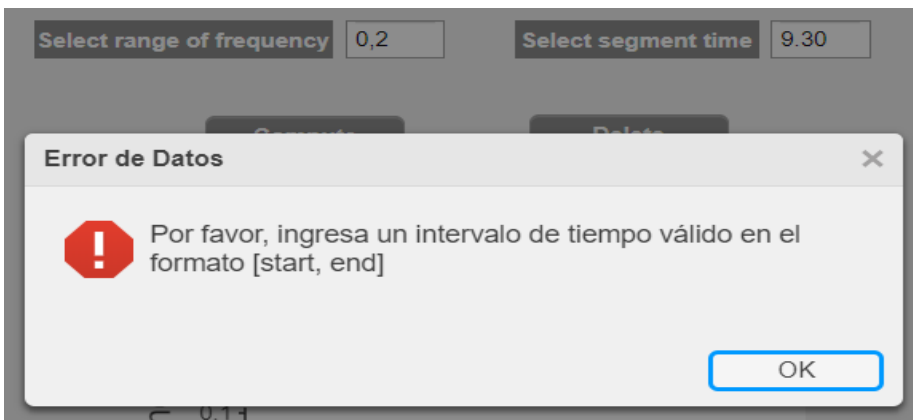 Select range of frequency 0,2 Select segment time 9.30
Error de Datos
Por favor, ingresa un intervalo de tiempo válido en el
formato [start, end]
OK